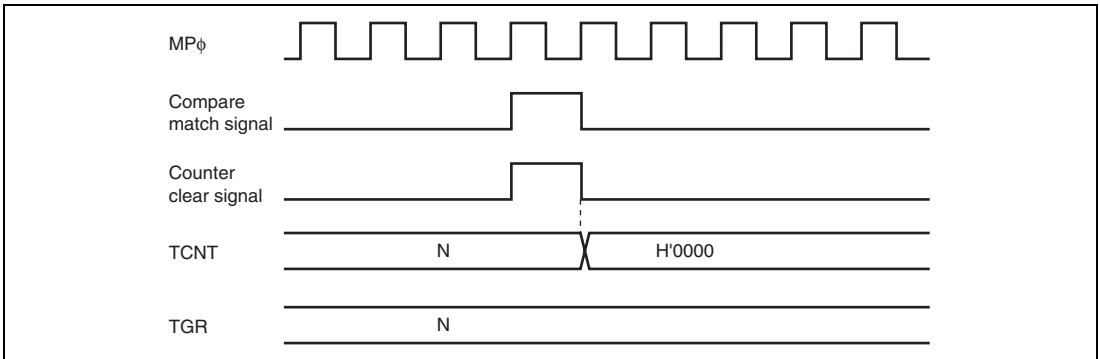 MPϕ
Compare
match signal
Counter
clear signal
TCNT
N
H'0000
TGR
N